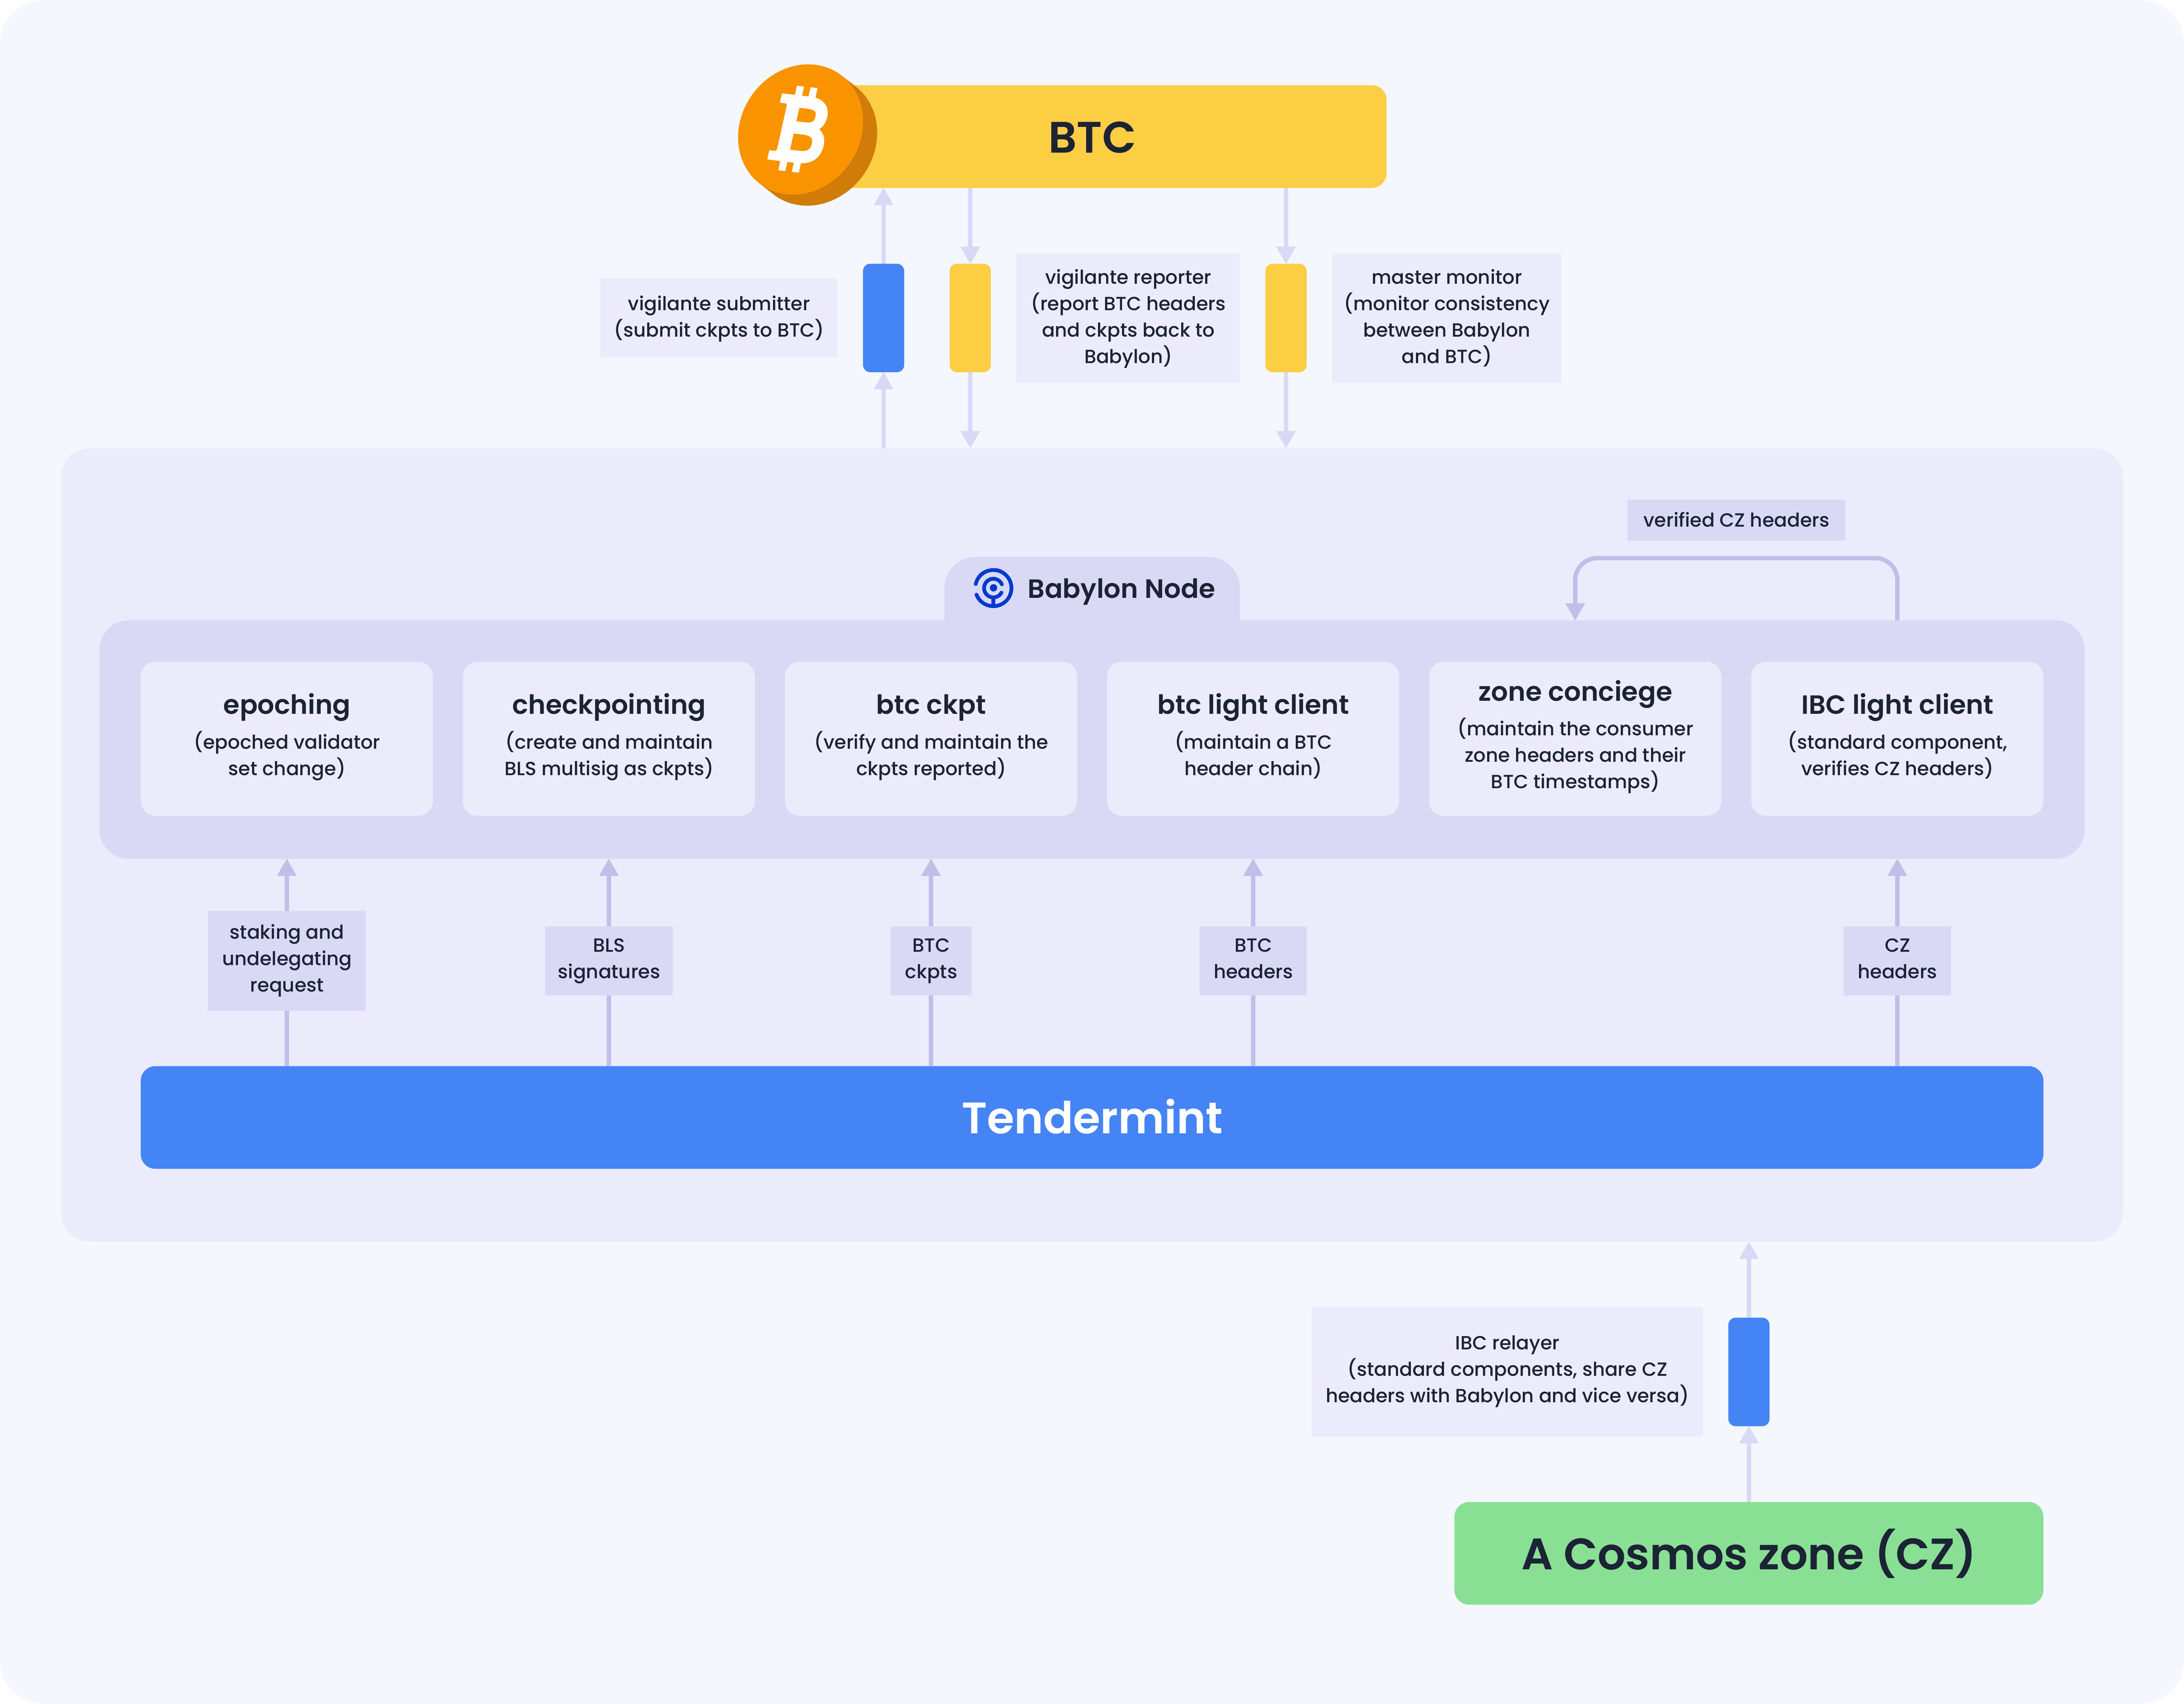 BTC
vigilante submitter
(submit ckpts to BTC)
vigilante reporter
(report BTC headers
and ckpts back to
Babylon)
master monitor
(monitor consistency
between Babylon
and BTC)
verified CZ headers
Babylon Node
epoching
(epoched validator
set change)
checkpointing
(create and maintain
BLS multisig as ckpts)
btc ckpt
(verify and maintain the
ckpts reported)
btc light client
(maintain a BTC
header chain)
zone conciege
(maintain the consumer
zone headers and their
BTC timestamps)
IBC light client
(standard component,
verifies CZ headers)
staking and
undelegating
request
BLS
signatures
BTC
ckpts
BTC
headers
CZ
headers
Tendermint
IBC relayer
(standard components, share CZ
headers with Babylon and vice versa)
A Cosmos zone (CZ)